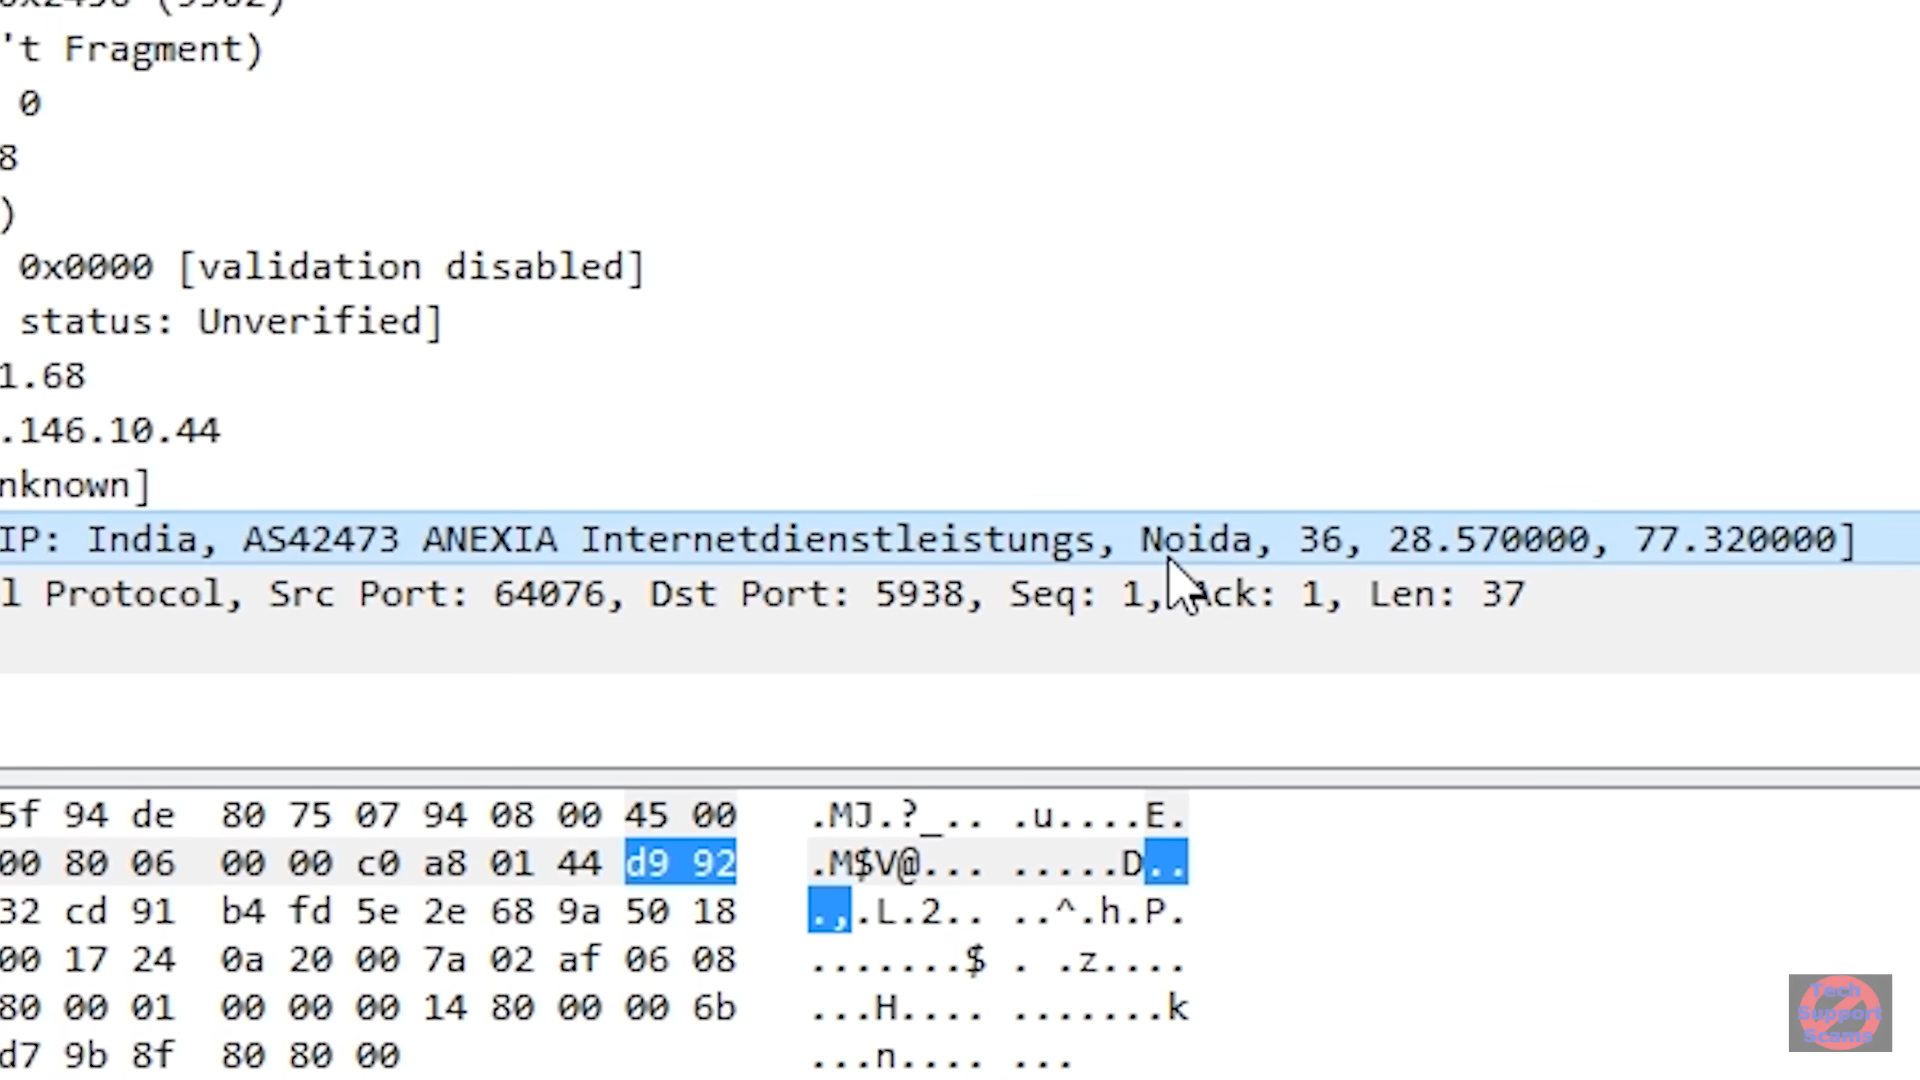 't Fragment)
0
8
)
0x0000 [validation disabled]
status: Unverified]
1.68
.146.10.44
nknown]
IP: India, AS42473 ANEXIA Internetdienstleistungs, Noida, 36, 28.570000, 77.320000]
l Protocol, Src Port: 64076, Dst Port: 5938, Seq: 1, Ack: 1, Len: 37
5f 94 de 80 75 07 94 08 00 45 00 .MJ.?_.. .u....E.
00 80 06 00 00 c0 a8 01 44 d9 92 .M$V@... .....D..
32 cd 91 b4 fd 5e 2e 68 9a 50 18 .,.L.2.. ..^.h.P.
00 17 24 0a 20 00 7a 02 af 06 08 .......$ . .z....
80 00 01 00 00 00 14 80 00 00 6b ...H.... .......k
d7 9b 8f 80 80 00 ...n.... ...
Tech
Support
Scams